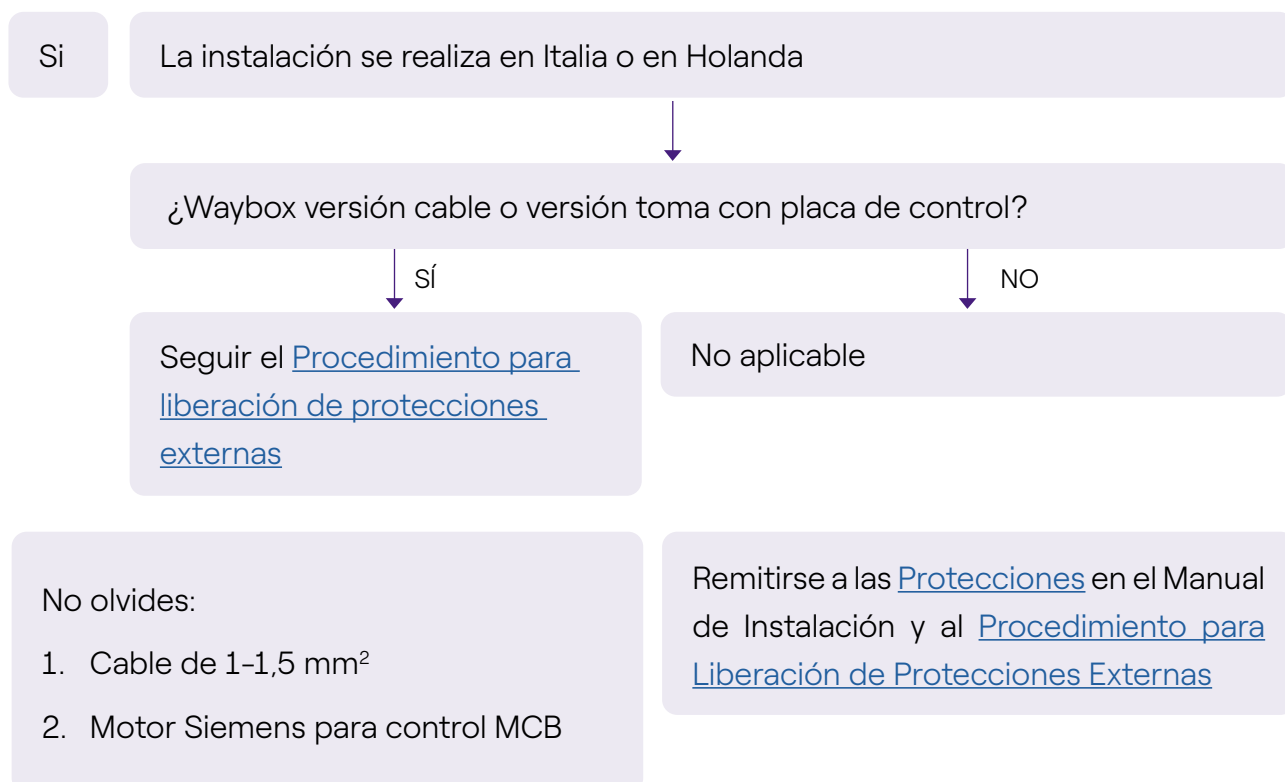 Si
La instalación se realiza en Italia o en Holanda
¿Waybox versión cable o versión toma con placa de control?
SÍ
NO
Seguir el Procedimiento para
liberación de protecciones
externas
No aplicable
No olvides:
1. Cable de 1-1,5 mm²
2. Motor Siemens para control MCB
Remitirse a las Protecciones en el Manual
de Instalación y al Procedimiento para
Liberación de Protecciones Externas